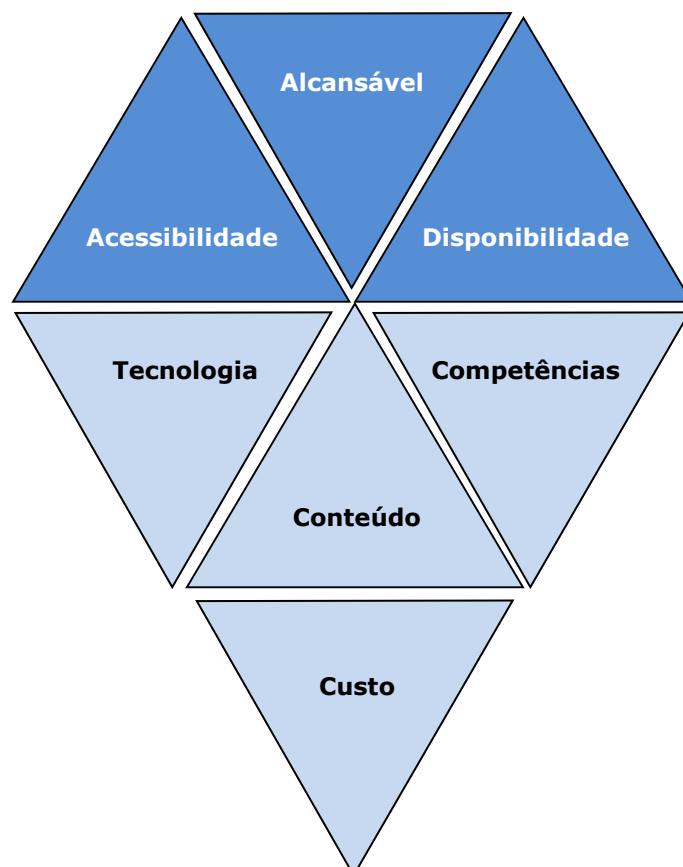 Alcansável
Acessibilidade
Disponibilidade
Tecnologia
Competências
Conteúdo
Custo